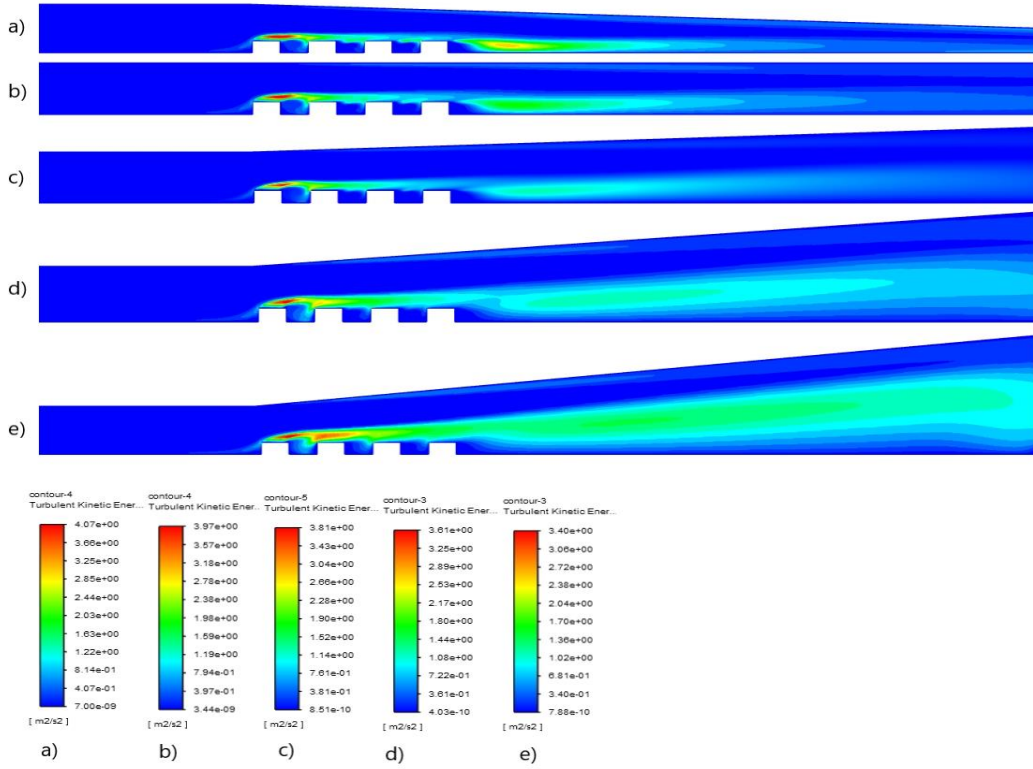 a)
b)
c)
d)
e)
contour-4
Turbulent Kinetic Ener...
4.07e+00
3.66e+00
3.25e+00
2.85e+00
2.44e+00
2.03e+00
1.63e+00
1.22e+00
8.14e-01
4.07e-01
7.00e-09
[ m2/s2 ]
a)
contour-4
Turbulent Kinetic Ener..
3.97e+00
3.57e+00
3.18e+00
2.78e+00
2.38e+00
1.98e+00
1.59e+00
1.19e+00
7.94e-01
3.97e-01
3.44e-09
[ m2/s2 ]
b)
contour-5
Turbulent Kinetic Ener...
3.81e+00
3.43e+00
3.04e+00
2.66e+00
2.28e+00
1.90e+00
1.52e+00
1.14e+00
7.61e-01
3.81e-01
8.51e-10
[ m2/s2 ]
c)
contour-3
Turbulent Kinetic Ener...
3.61e+00
3.25e+00
2.89e+00
2.53e+00
2.17e+00
1.80e+00
1.44e+00
1.08e+00
7.22e-01
3.61e-01
4.03e-10
[ m2/s2 ]
d)
contour-3
Turbulent Kinetic Ener...
3.40e+00
3.06e+00
2.72e+00
2.38e+00
2.04e+00
1.70e+00
1.36e+00
1.02e+00
6.81e-01
3.40e-01
7.88e-10
[ m2/s2 ]
e)